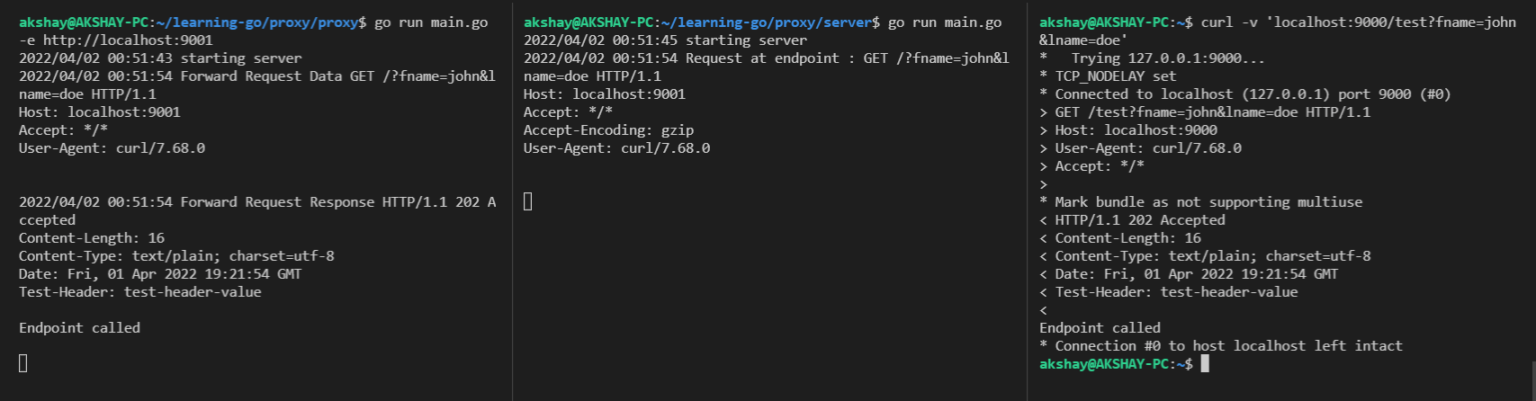 akshay@AKSHAY-PC:~/learning-go/proxy/proxy$ go run main.go
-e http://localhost:9001
2022/04/02 00:51:43 starting server
2022/04/02 00:51:54 Forward Request Data GET /?fname=john&l
name=doe HTTP/1.1
Host: localhost:9001
Accept: */*
User-Agent: curl/7.68.0
2022/04/02 00:51:54 Forward Request Response HTTP/1.1 202 A
ccepted
Content-Length: 16
Content-Type: text/plain; charset=utf-8
Date: Fri, 01 Apr 2022 19:21:54 GMT
Test-Header: test-header-value
Endpoint called
akshay@AKSHAY-PC:~/learning-go/proxy/server$ go run main.go
2022/04/02 00:51:45 starting server
2022/04/02 00:51:54 Request at endpoint : GET /?fname=john&l
name=doe HTTP/1.1
Host: localhost:9001
Accept: */*
Accept-Encoding: gzip
User-Agent: curl/7.68.0
akshay@AKSHAY-PC:~$ curl -v 'localhost:9000/test?fname=john
&lname=doe'
*   Trying 127.0.0.1:9000...
* TCP_NODELAY set
* Connected to localhost (127.0.0.1) port 9000 (#0)
> GET /test?fname=john&lname=doe HTTP/1.1
> Host: localhost:9000
> User-Agent: curl/7.68.0
> Accept: */*
>
* Mark bundle as not supporting multiuse
< HTTP/1.1 202 Accepted
< Content-Length: 16
< Content-Type: text/plain; charset=utf-8
< Date: Fri, 01 Apr 2022 19:21:54 GMT
< Test-Header: test-header-value
<
Endpoint called
* Connection #0 to host localhost left intact
akshay@AKSHAY-PC:~$